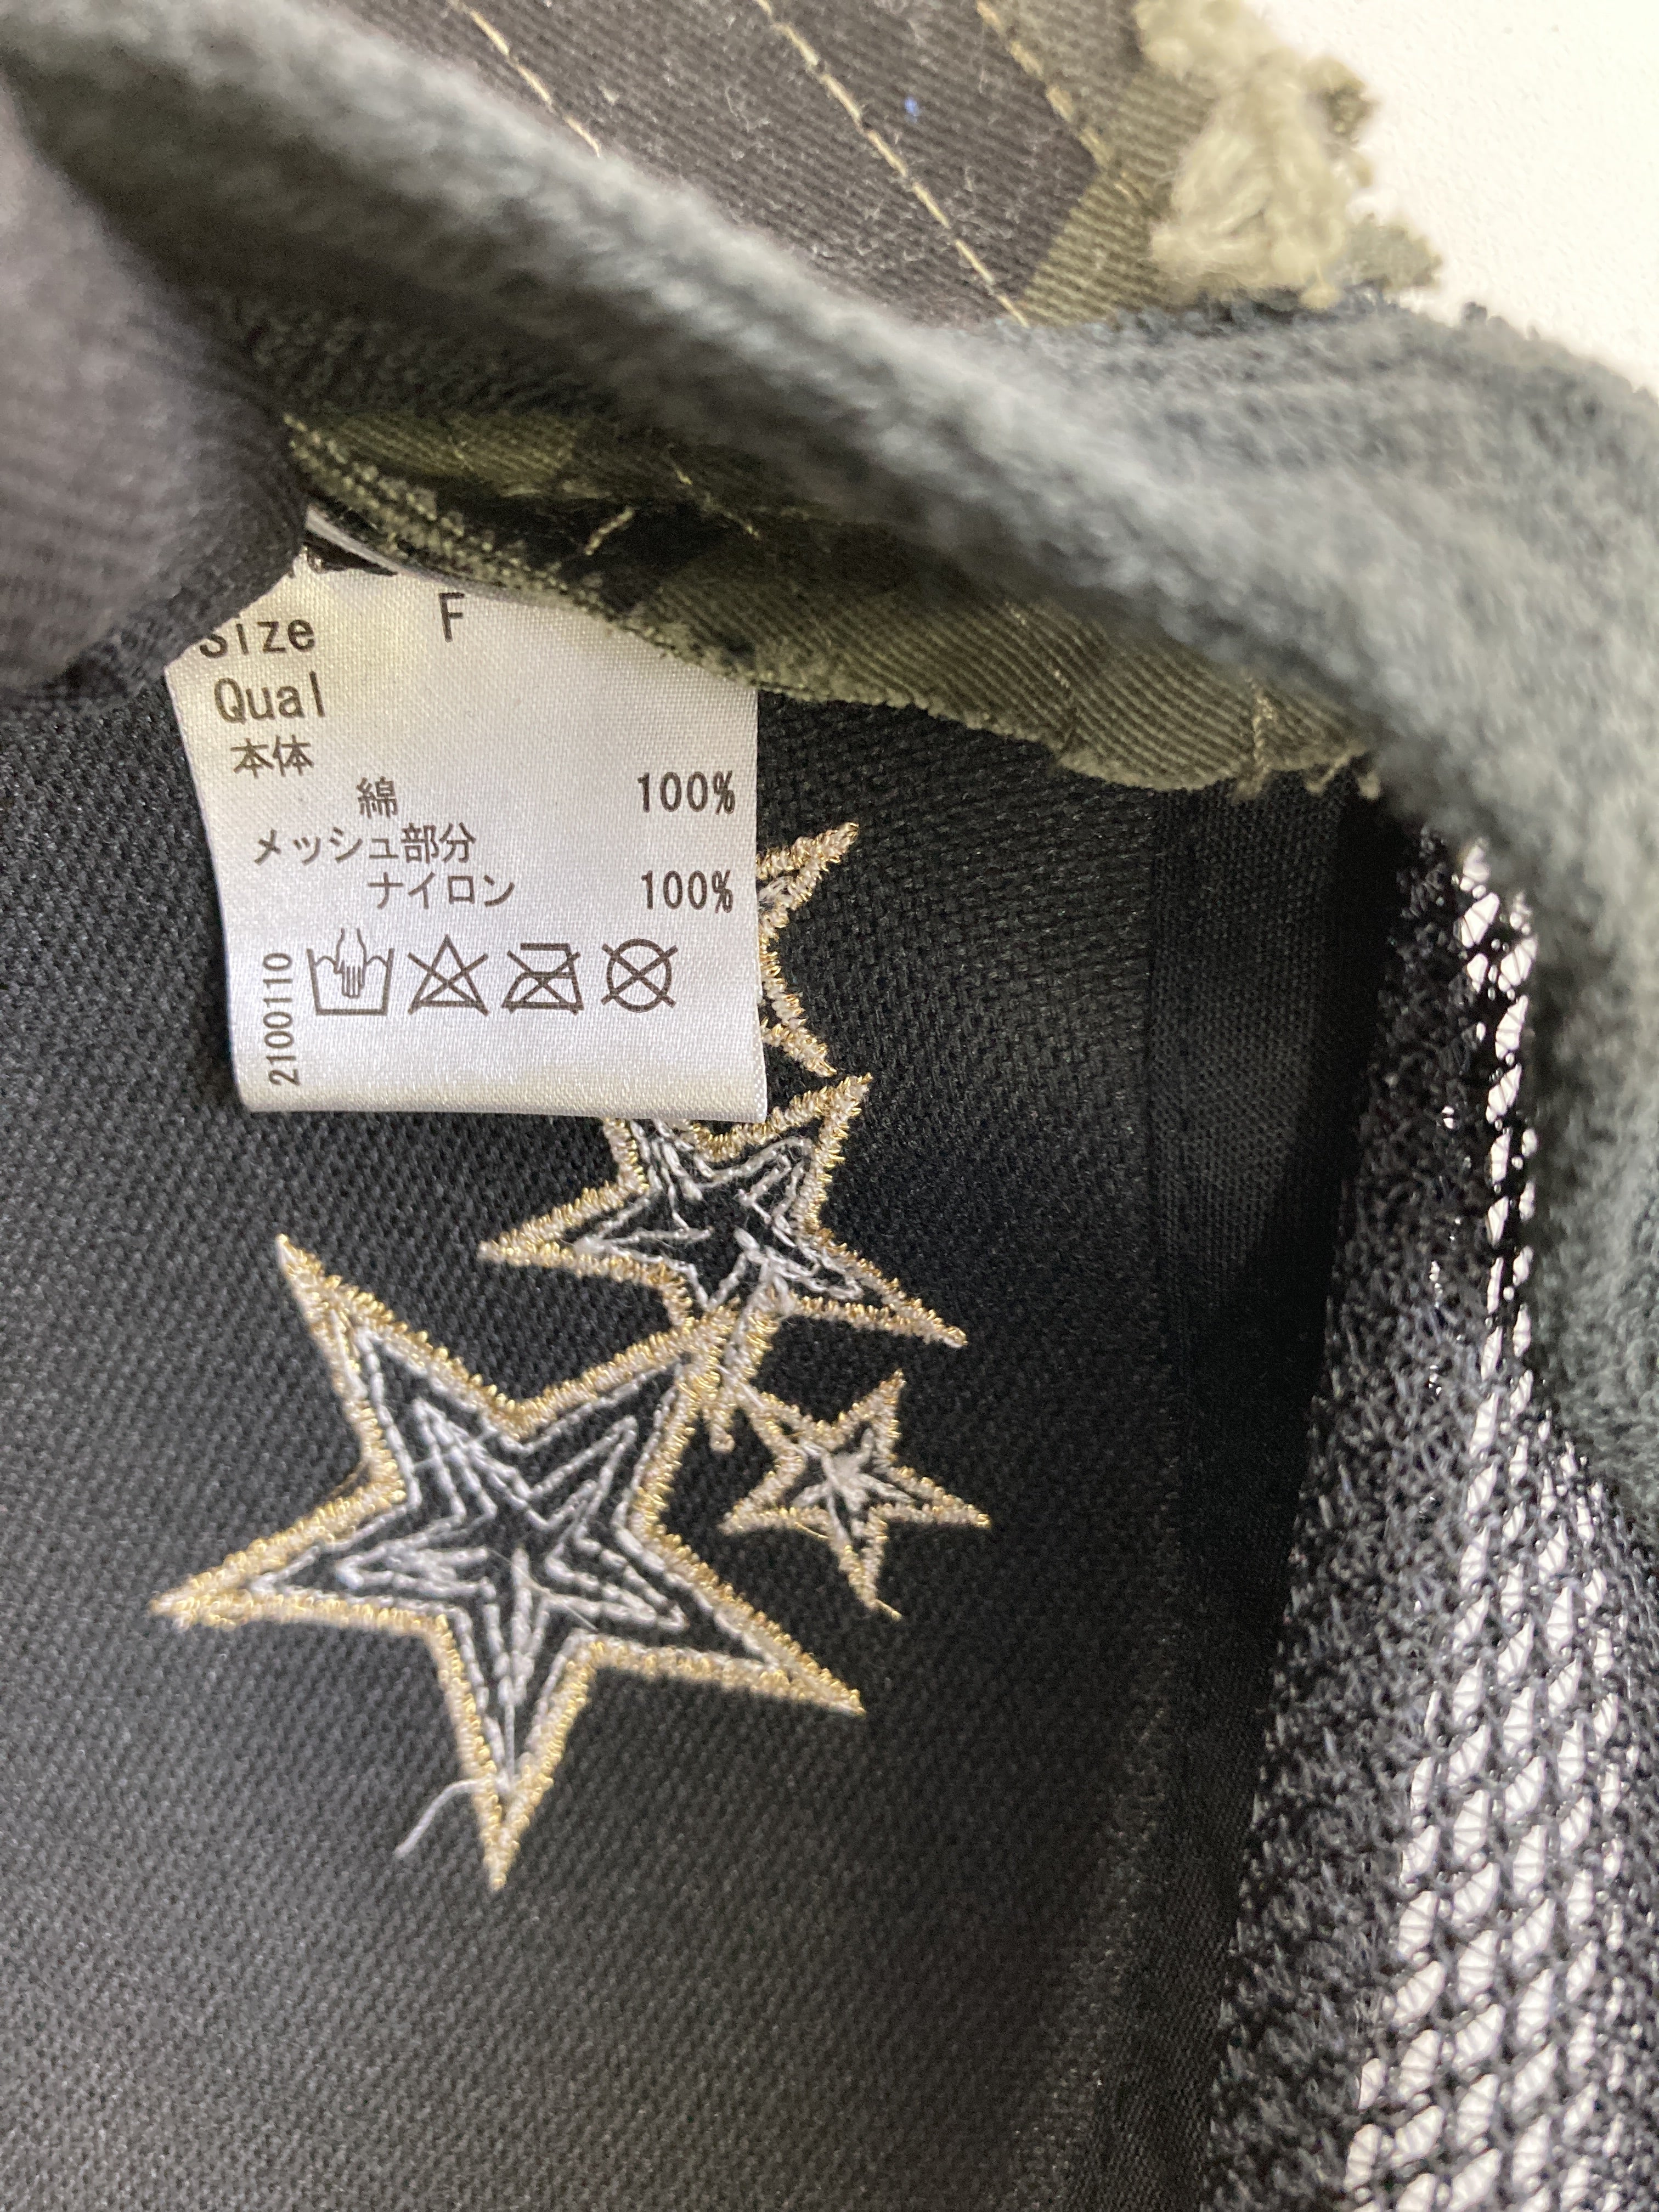 Size F
Qual
本体
綿 100%
メッシュ部分
ナイロン 100%
2100110